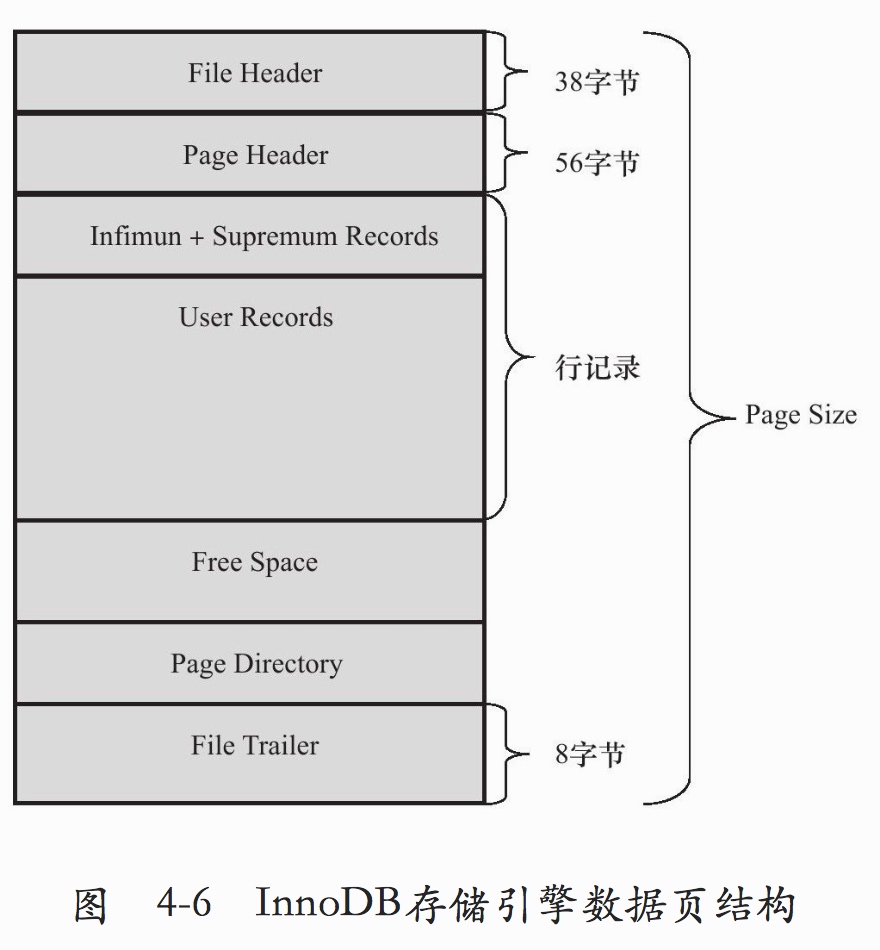 File Header
38字节
Page Header
56字节
Infimun + Supremum Records
User Records
行记录
Page Size
Free Space
Page Directory
File Trailer
8字节
图 4-6 InnoDB存储引擎数据页结构